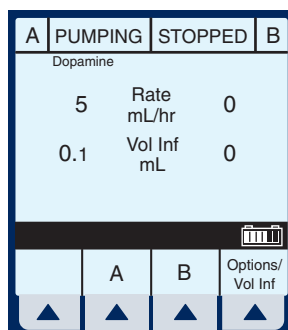 A PUMPING STOPPED B
Dopamine
5 Rate mL/hr 0
0.1 Vol Inf mL 0
A B Options/ Vol Inf